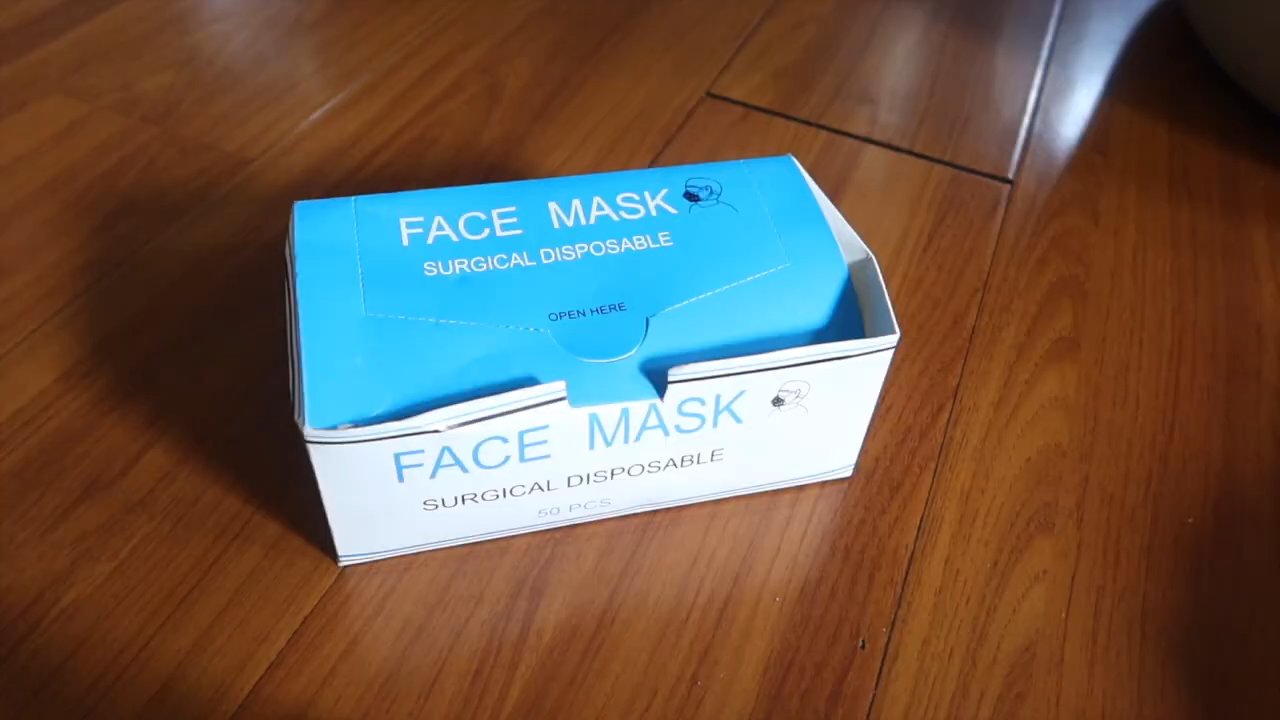 FACE MASK
SURGICAL DISPOSABLE
OPEN HERE
FACE MASK
SURGICAL DISPOSABLE
50 PCS